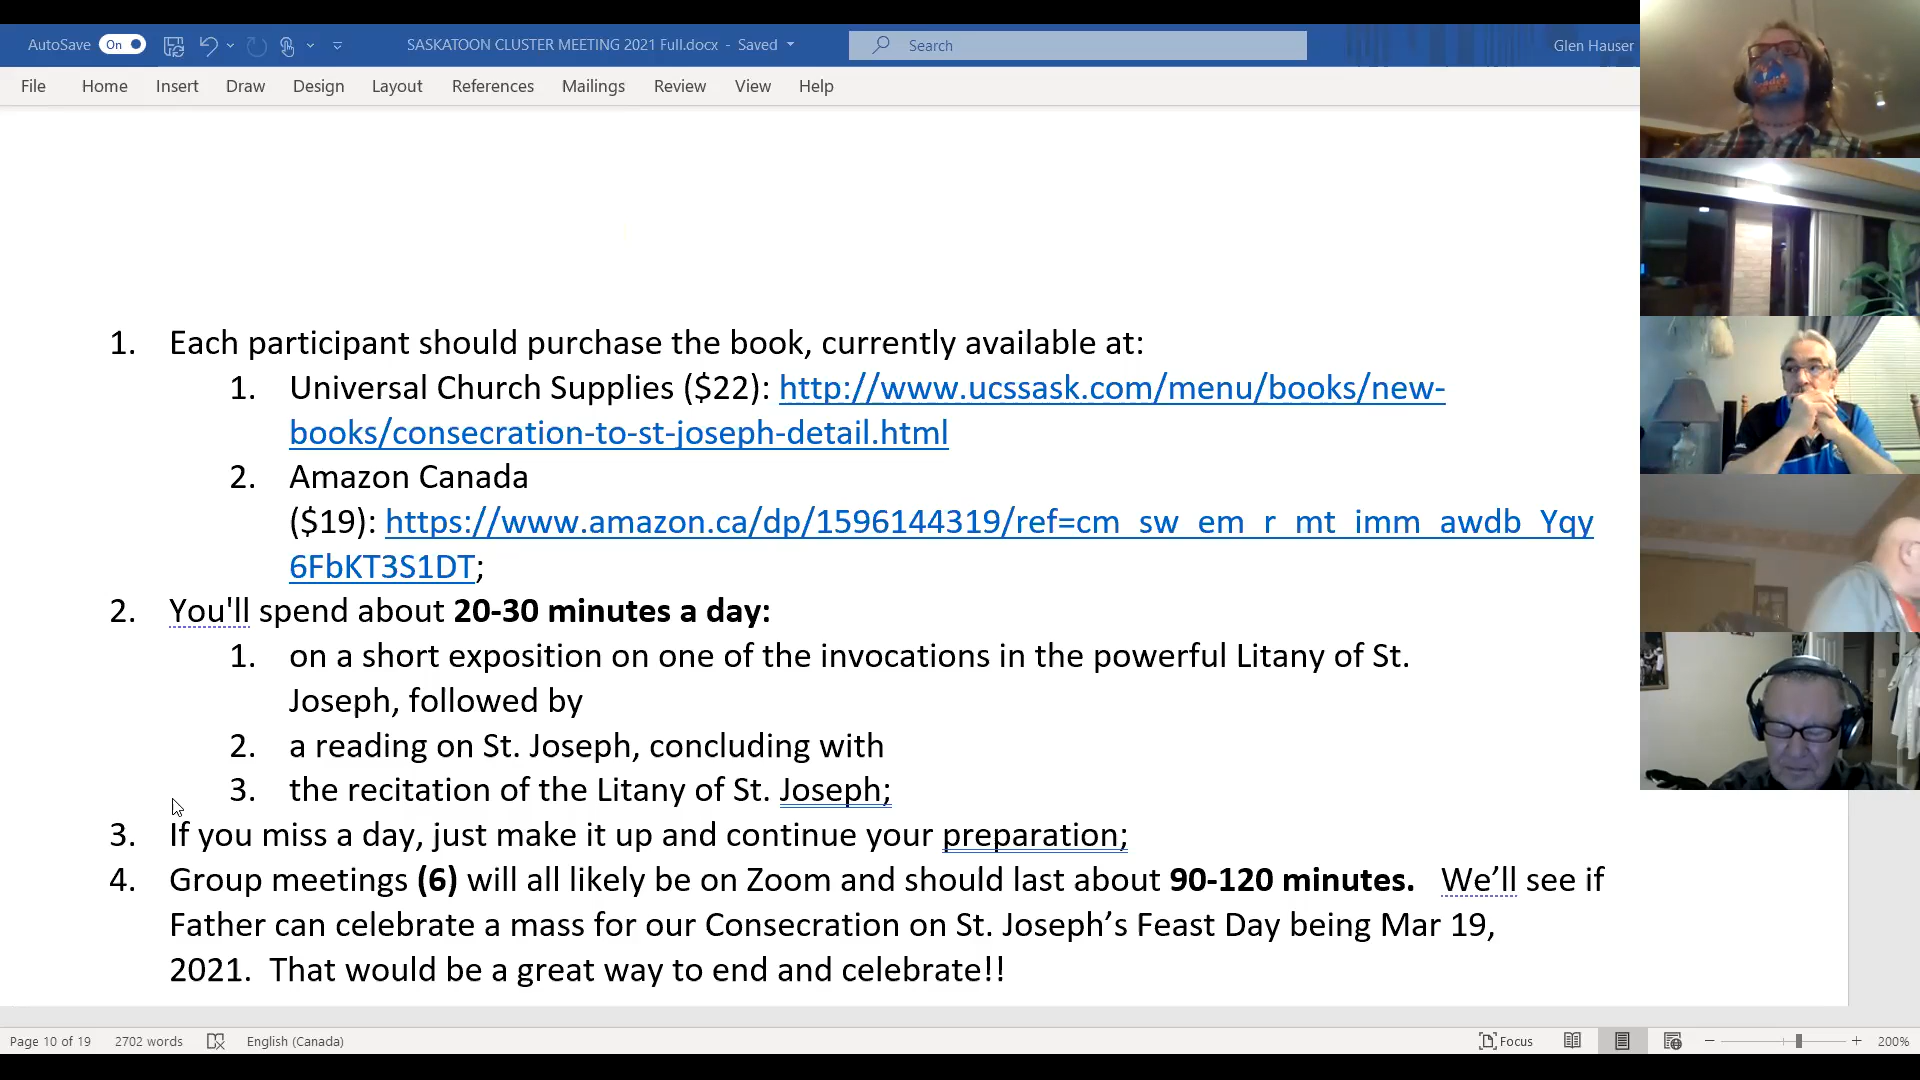 AutoSave On SASKATOON CLUSTER MEETING 2021 Full.docx - Saved Search Glen Hauser
File Home Insert Draw Design Layout References Mailings Review View Help
1. Each participant should purchase the book, currently available at:
1. Universal Church Supplies ($22): http://www.ucssask.com/menu/books/new-
books/consecration-to-st-joseph-detail.html
2. Amazon Canada
($19): https://www.amazon.ca/dp/1596144319/ref=cm_sw_em_r_mt_imm_awdb_Yqy
6FbKT3S1DT;
2. You'll spend about 20-30 minutes a day:
1. on a short exposition on one of the invocations in the powerful Litany of St.
Joseph, followed by
2. a reading on St. Joseph, concluding with
3. the recitation of the Litany of St. Joseph;
3. If you miss a day, just make it up and continue your preparation;
4. Group meetings (6) will all likely be on Zoom and should last about 90-120 minutes. We’ll see if
Father can celebrate a mass for our Consecration on St. Joseph’s Feast Day being Mar 19,
2021. That would be a great way to end and celebrate!!
Page 10 of 19 2702 words English (Canada) Focus 200%